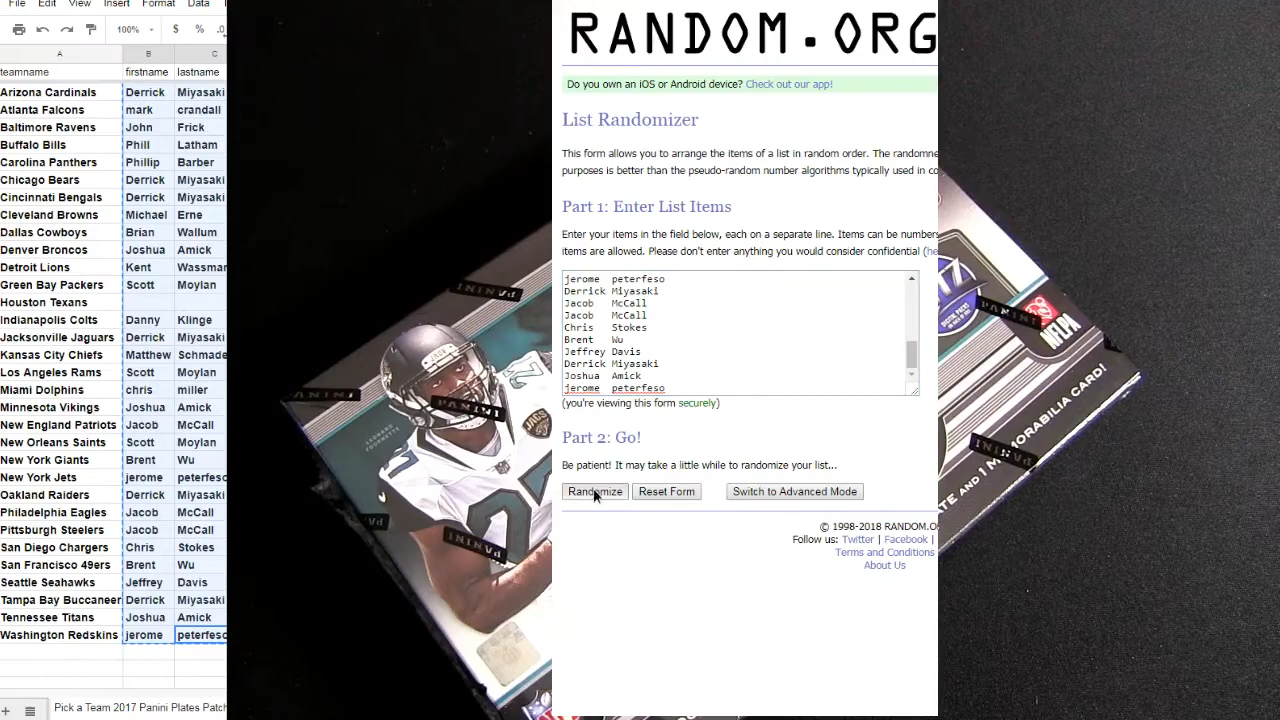 File Edit View Insert Format Data
100% $ % .0
A B C
teamname firstname lastname
Arizona Cardinals Derrick Miyasaki
Atlanta Falcons mark crandall
Baltimore Ravens John Frick
Buffalo Bills Phill Latham
Carolina Panthers Phillip Barber
Chicago Bears Derrick Miyasaki
Cincinnati Bengals Derrick Miyasaki
Cleveland Browns Michael Erne
Dallas Cowboys Brian Wallum
Denver Broncos Joshua Amick
Detroit Lions Kent Wassman
Green Bay Packers Scott Moylan
Houston Texans
Indianapolis Colts Danny Klinge
Jacksonville Jaguars Derrick Miyasaki
Kansas City Chiefs Matthew Schmade
Los Angeles Rams Scott Moylan
Miami Dolphins chris miller
Minnesota Vikings Joshua Amick
New England Patriots Jacob McCall
New Orleans Saints Scott Moylan
New York Giants Brent Wu
New York Jets jerome peterfeso
Oakland Raiders Derrick Miyasaki
Philadelphia Eagles Jacob McCall
Pittsburgh Steelers Jacob McCall
San Diego Chargers Chris Stokes
San Francisco 49ers Brent Wu
Seattle Seahawks Jeffrey Davis
Tampa Bay Buccaneer Derrick Miyasaki
Tennessee Titans Joshua Amick
Washington Redskins jerome peterfeso
Pick a Team 2017 Panini Plates Patch
PANINI
PANINI
PANINI
PANINI
JAGS
LEONARD
FOURNETTE
RANDOM.ORG
Do you own an iOS or Android device? Check out our app!
List Randomizer
This form allows you to arrange the items of a list in random order. The randomne
purposes is better than the pseudo-random number algorithms typically used in co
Part 1: Enter List Items
Enter your items in the field below, each on a separate line. Items can be numbers
items are allowed. Please don't enter anything you would consider confidential (he
jerome peterfeso
Derrick Miyasaki
Jacob McCall
Jacob McCall
Chris Stokes
Brent Wu
Jeffrey Davis
Derrick Miyasaki
Joshua Amick
jerome peterfeso
(you're viewing this form securely)
Part 2: Go!
Be patient! It may take a little while to randomize your list...
Randomize Reset Form Switch to Advanced Mode
© 1998-2018 RANDOM.O
Follow us: Twitter | Facebook |
Terms and Conditions
About Us
PANINI
NFLPA
PANINI
ATE AND 1 MEMORABILIA CARD!